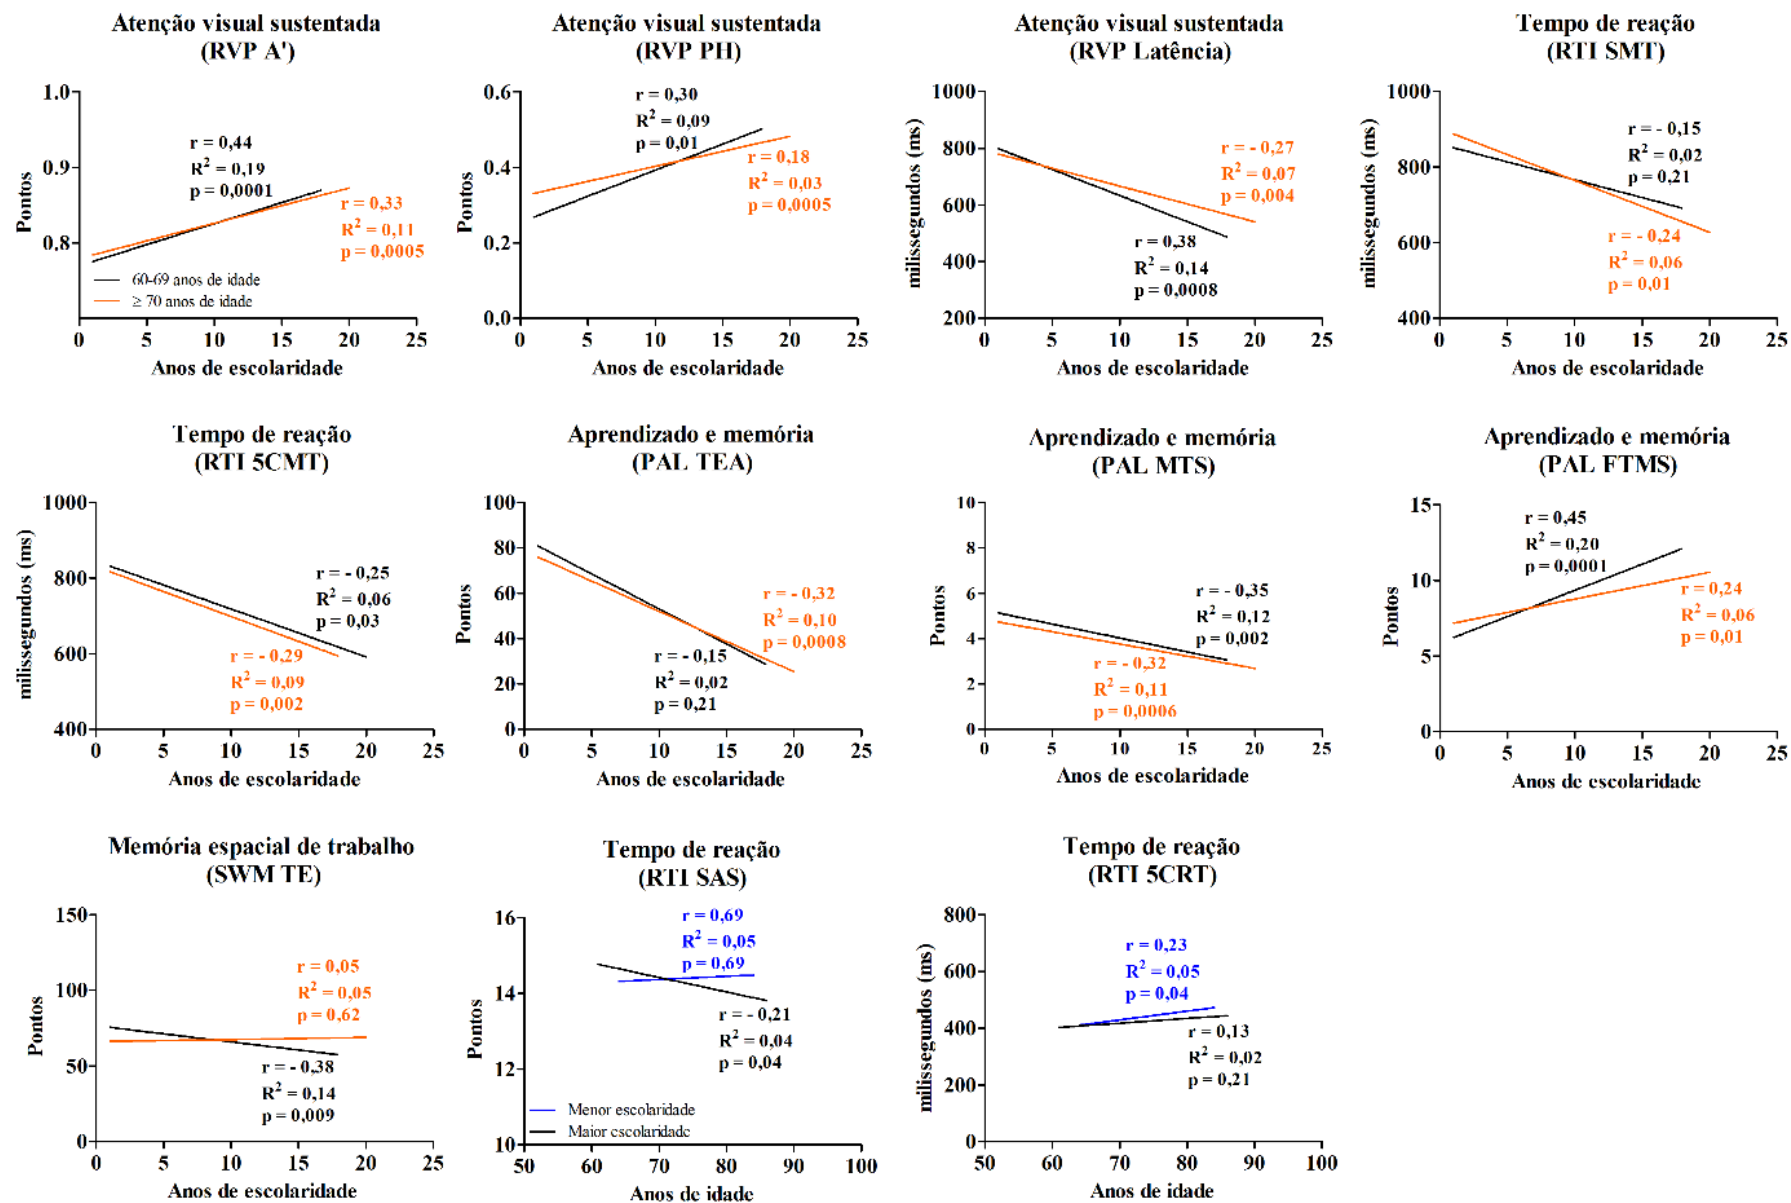 Atenção visual sustentada
(RVP A')
1.0
0.9
0.8
Pontos
r = 0,44
R² = 0,19
p = 0,0001
r = 0,33
R² = 0,11
p = 0,0005
60-69 anos de idade
≥ 70 anos de idade
0 5 10 15 20 25
Anos de escolaridade
Atenção visual sustentada
(RVP PH)
0.6
0.4
0.2
0.0
Pontos
r = 0,30
R² = 0,09
p = 0,01
r = 0,18
R² = 0,03
p = 0,0005
0 5 10 15 20 25
Anos de escolaridade
Atenção visual sustentada
(RVP Latência)
1000
800
600
400
200
milissegundos (ms)
r = - 0,27
R² = 0,07
p = 0,004
r = 0,38
R² = 0,14
p = 0,0008
0 5 10 15 20 25
Anos de escolaridade
Tempo de reação
(RTI SMT)
1000
800
600
400
milissegundos (ms)
r = - 0,15
R² = 0,02
p = 0,21
r = - 0,24
R² = 0,06
p = 0,01
0 5 10 15 20 25
Anos de escolaridade
Tempo de reação
(RTI 5CMT)
1000
800
600
400
milissegundos (ms)
r = - 0,25
R² = 0,06
p = 0,03
r = - 0,29
R² = 0,09
p = 0,002
0 5 10 15 20 25
Anos de escolaridade
Aprendizado e memória
(PAL TEA)
100
80
60
40
20
0
Pontos
r = - 0,32
R² = 0,10
p = 0,0008
r = - 0,15
R² = 0,02
p = 0,21
0 5 10 15 20 25
Anos de escolaridade
Aprendizado e memória
(PAL MTS)
10
8
6
4
2
0
Pontos
r = - 0,35
R² = 0,12
p = 0,002
r = - 0,32
R² = 0,11
p = 0,0006
0 5 10 15 20 25
Anos de escolaridade
Aprendizado e memória
(PAL FTMS)
15
10
5
0
Pontos
r = 0,45
R² = 0,20
p = 0,0001
r = 0,24
R² = 0,06
p = 0,01
0 5 10 15 20 25
Anos de escolaridade
Memória espacial de trabalho
(SWM TE)
150
100
50
0
Pontos
r = 0,05
R² = 0,05
p = 0,62
r = - 0,38
R² = 0,14
p = 0,009
0 5 10 15 20 25
Anos de escolaridade
Tempo de reação
(RTI SAS)
16
14
12
10
Pontos
r = 0,69
R² = 0,05
p = 0,69
r = - 0,21
R² = 0,04
p = 0,04
Menor escolaridade
Maior escolaridade
50 60 70 80 90 100
Anos de idade
Tempo de reação
(RTI 5CRT)
800
600
400
200
0
milissegundos (ms)
r = 0,23
R² = 0,05
p = 0,04
r = 0,13
R² = 0,02
p = 0,21
50 60 70 80 90 100
Anos de idade